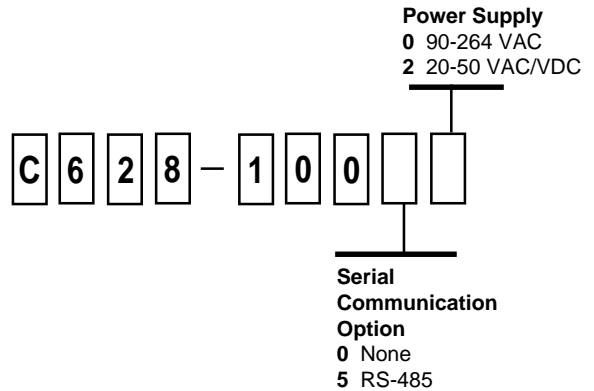 Power Supply
0 90-264 VAC
2 20-50 VAC/VDC
C 6 2 8 – 1 0 0
Serial
Communication
Option
0 None
5 RS-485